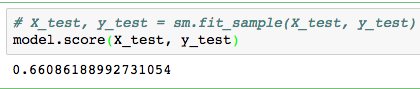 # X_test, y_test = sm.fit_sample(X_test, y_test)
model.score(X_test, y_test)
0.66086188992731054